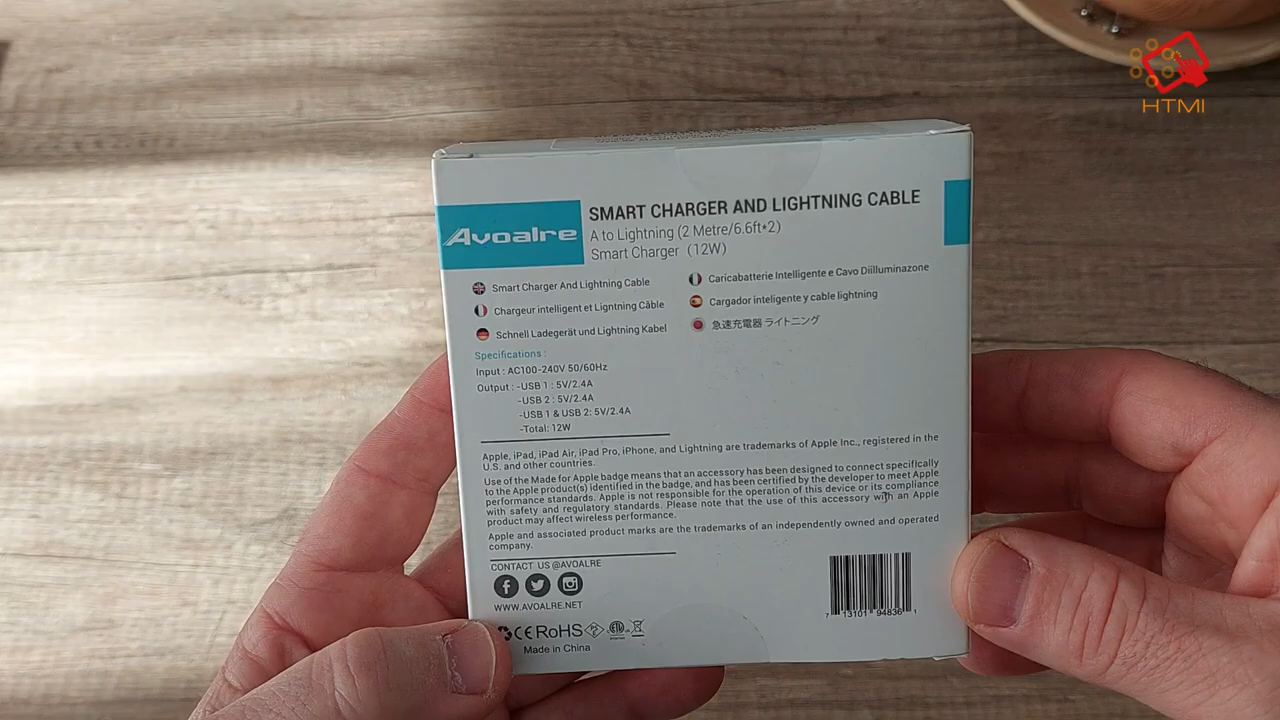 HTMI
Avoalre
SMART CHARGER AND LIGHTNING CABLE
A to Lightning (2 Metre/6.6ft*2)
Smart Charger (12W)
Smart Charger And Lightning Cable
Chargeur intelligent et Ligntning Câble
Schnell Ladegerät und Lightning Kabel
Caricabatterie Intelligente e Cavo Diilluminazone
Cargador inteligente y cable lightning
急速充電器 ライトニング
Specifications :
Input : AC100-240V 50/60Hz
Output : -USB 1 : 5V/2.4A
-USB 2 : 5V/2.4A
-USB 1 & USB 2: 5V/2.4A
-Total: 12W
Apple, iPad, iPad Air, iPad Pro, iPhone, and Lightning are trademarks of Apple Inc., registered in the
U.S. and other countries.
Use of the Made for Apple badge means that an accessory has been designed to connect specifically
to the Apple product(s) identified in the badge, and has been certified by the developer to meet Apple
performance standards. Apple is not responsible for the operation of this device or its compliance
with safety and regulatory standards. Please note that the use of this accessory with an Apple
product may affect wireless performance.
Apple and associated product marks are the trademarks of an independently owned and operated
company.
CONTACT US @AVOALRE
WWW.AVOALRE.NET
CE RoHS
Made in China
7 13101 94836 1